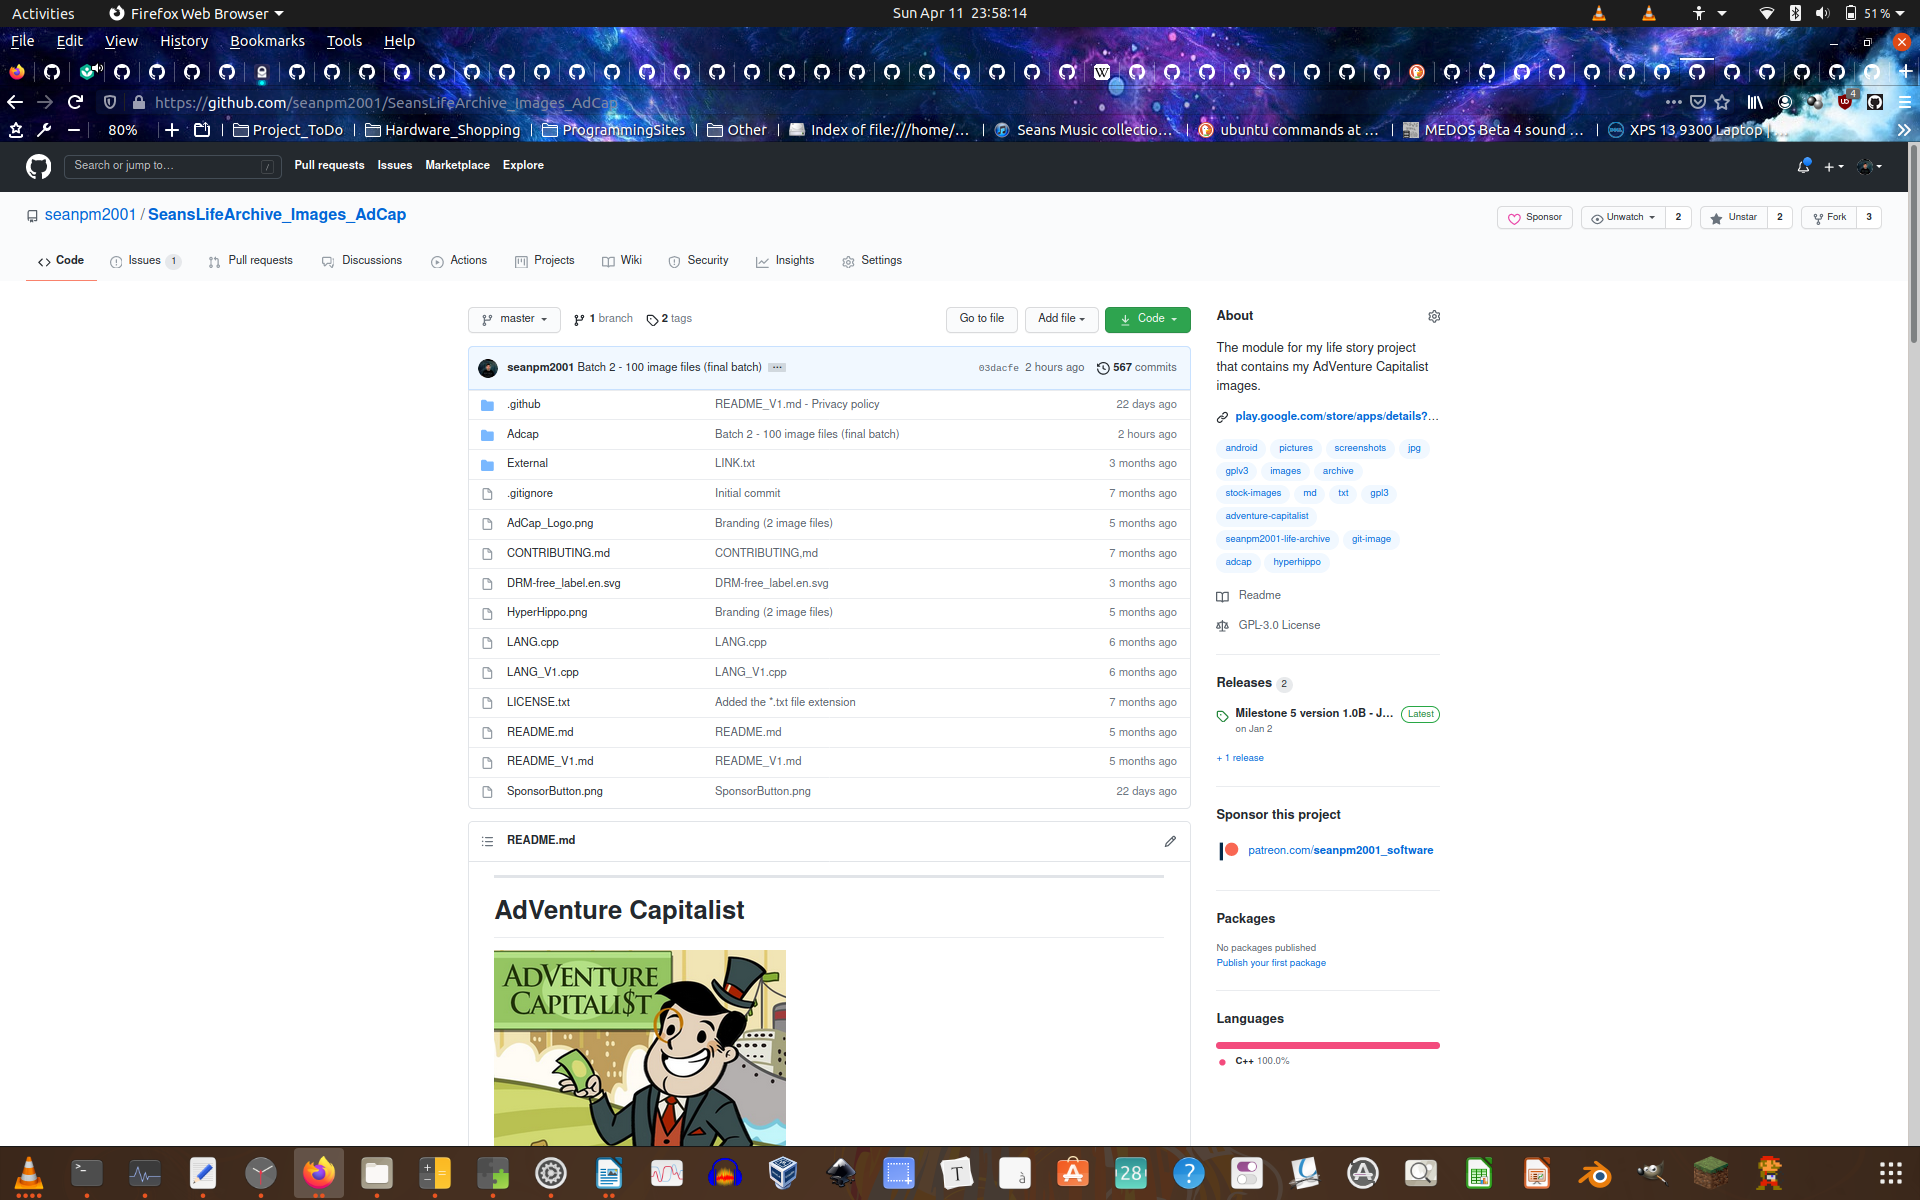 Activities Firefox Web Browser Sun Apr 11 23:58:14 51 %
File Edit View History Bookmarks Tools Help
https://github.com/seanpm2001/SeansLifeArchive_Images_AdCap 4
80% Project_ToDo Hardware_Shopping ProgrammingSites Other Index of file:///home/... Seans Music collectio... ubuntu commands at ... MEDOS Beta 4 sound ... XPS 13 9300 Laptop
Search or jump to... / Pull requests Issues Marketplace Explore
seanpm2001 / SeansLifeArchive_Images_AdCap Sponsor Unwatch 2 Unstar 2 Fork 3
Code Issues 1 Pull requests Discussions Actions Projects Wiki Security Insights Settings
master 1 branch 2 tags Go to file Add file Code
seanpm2001 Batch 2 - 100 image files (final batch) ... 03dacfe 2 hours ago 567 commits
.github README_V1.md - Privacy policy 22 days ago
Adcap Batch 2 - 100 image files (final batch) 2 hours ago
External LINK.txt 3 months ago
.gitignore Initial commit 7 months ago
AdCap_Logo.png Branding (2 image files) 5 months ago
CONTRIBUTING.md CONTRIBUTING,md 7 months ago
DRM-free_label.en.svg DRM-free_label.en.svg 3 months ago
HyperHippo.png Branding (2 image files) 5 months ago
LANG.cpp LANG.cpp 6 months ago
LANG_V1.cpp LANG_V1.cpp 6 months ago
LICENSE.txt Added the *.txt file extension 7 months ago
README.md README.md 5 months ago
README_V1.md README_V1.md 5 months ago
SponsorButton.png SponsorButton.png 22 days ago
README.md
AdVenture Capitalist
ADVENTURE
CAPITALI$T
About
The module for my life story project
that contains my AdVenture Capitalist
images.
play.google.com/store/apps/details?...
android pictures screenshots jpg
gplv3 images archive
stock-images md txt gpl3
adventure-capitalist
seanpm2001-life-archive git-image
adcap hyperhippo
Readme
GPL-3.0 License
Releases 2
Milestone 5 version 1.0B - J... Latest
on Jan 2
+ 1 release
Sponsor this project
patreon.com/seanpm2001_software
Packages
No packages published
Publish your first package
Languages
C++ 100.0%